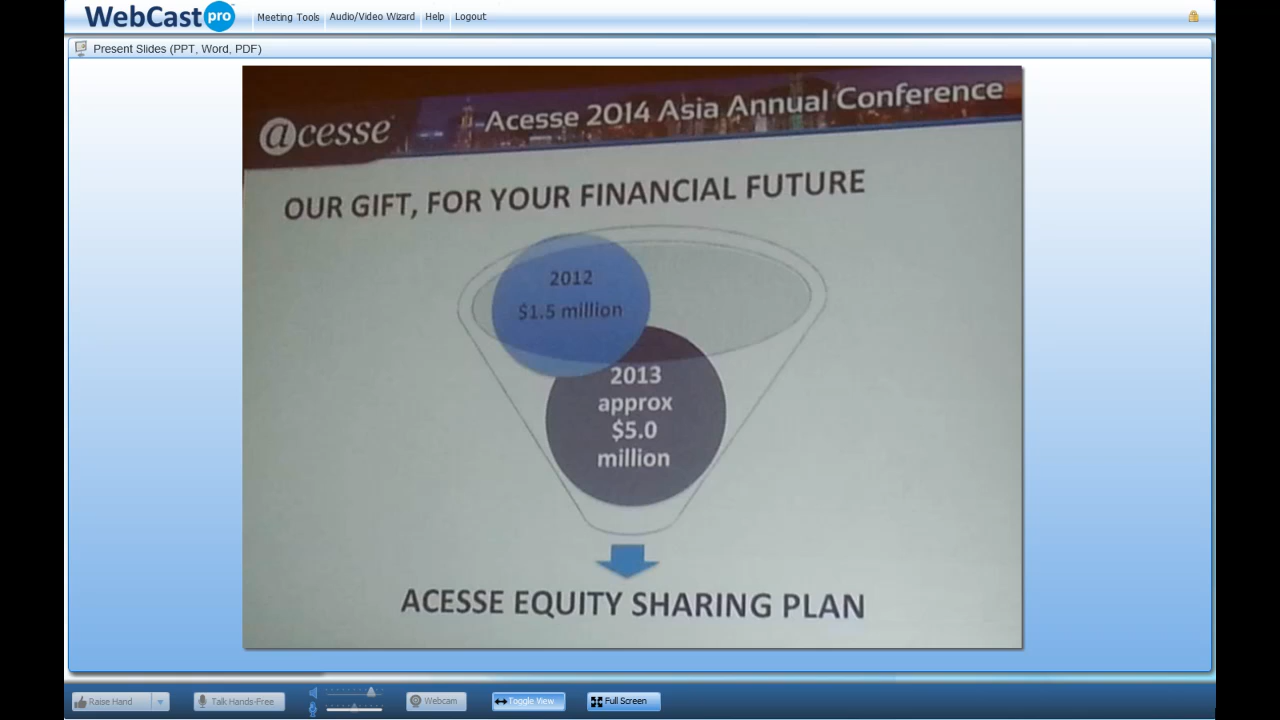 WebCast pro
Meeting Tools Audio/Video Wizard Help Logout
Present Slides (PPT, Word, PDF)
acesse
Acesse 2014 Asia Annual Conference
OUR GIFT, FOR YOUR FINANCIAL FUTURE
2012
$1.5 million
2013
approx
$5.0
million
ACESSE EQUITY SHARING PLAN
Raise Hand Talk Hands-Free Webcam Toggle View Full Screen